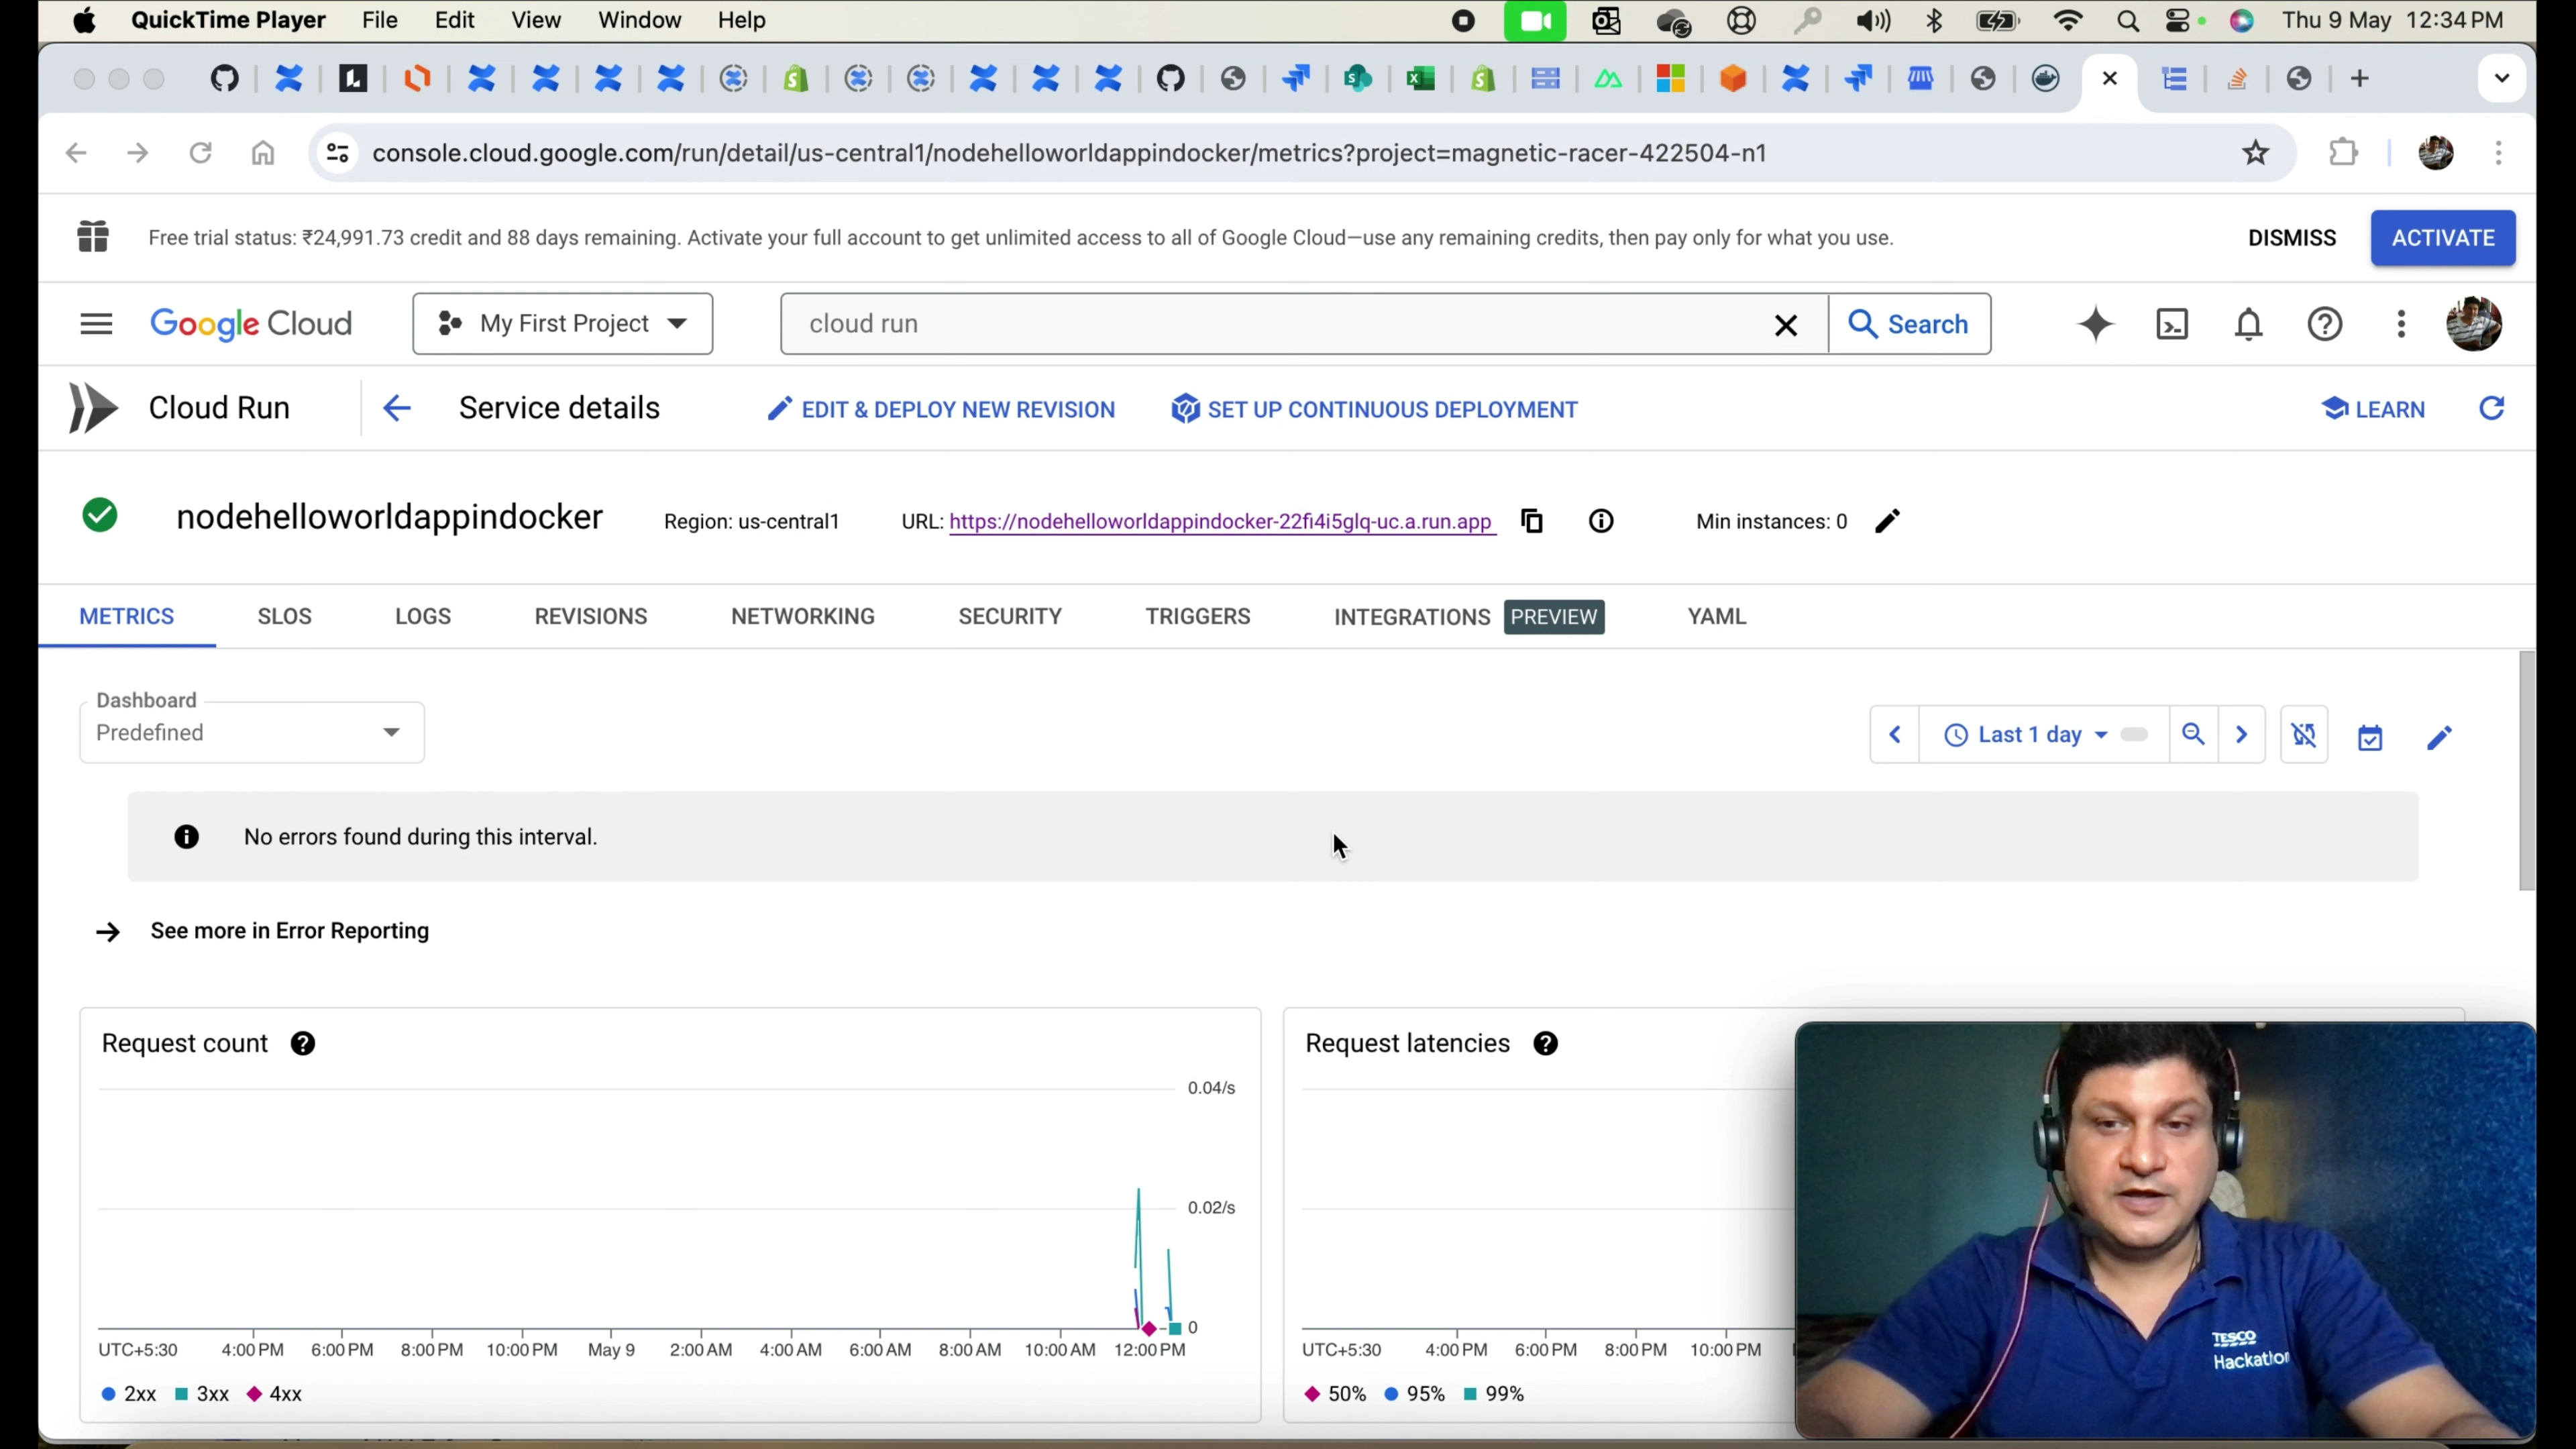 QuickTime Player File Edit View Window Help Thu 9 May 12:34 PM
console.cloud.google.com/run/detail/us-central1/nodehelloworldappindocker/metrics?project=magnetic-racer-422504-n1
Free trial status: ₹24,991.73 credit and 88 days remaining. Activate your full account to get unlimited access to all of Google Cloud—use any remaining credits, then pay only for what you use. DISMISS ACTIVATE
Google Cloud My First Project cloud run Search
Cloud Run Service details EDIT & DEPLOY NEW REVISION SET UP CONTINUOUS DEPLOYMENT LEARN
nodehelloworldappindocker Region: us-central1 URL: https://nodehelloworldappindocker-22fi4i5glq-uc.a.run.app Min instances: 0
METRICS SLOS LOGS REVISIONS NETWORKING SECURITY TRIGGERS INTEGRATIONS PREVIEW YAML
Dashboard
Predefined Last 1 day
No errors found during this interval.
See more in Error Reporting
Request count
0.04/s
0.02/s
0
UTC+5:30 4:00 PM 6:00 PM 8:00 PM 10:00 PM May 9 2:00 AM 4:00 AM 6:00 AM 8:00 AM 10:00 AM 12:00 PM
2xx 3xx 4xx
Request latencies
UTC+5:30 4:00 PM 6:00 PM 8:00 PM 10:00 PM
50% 95% 99%
TESCO
Hackathon